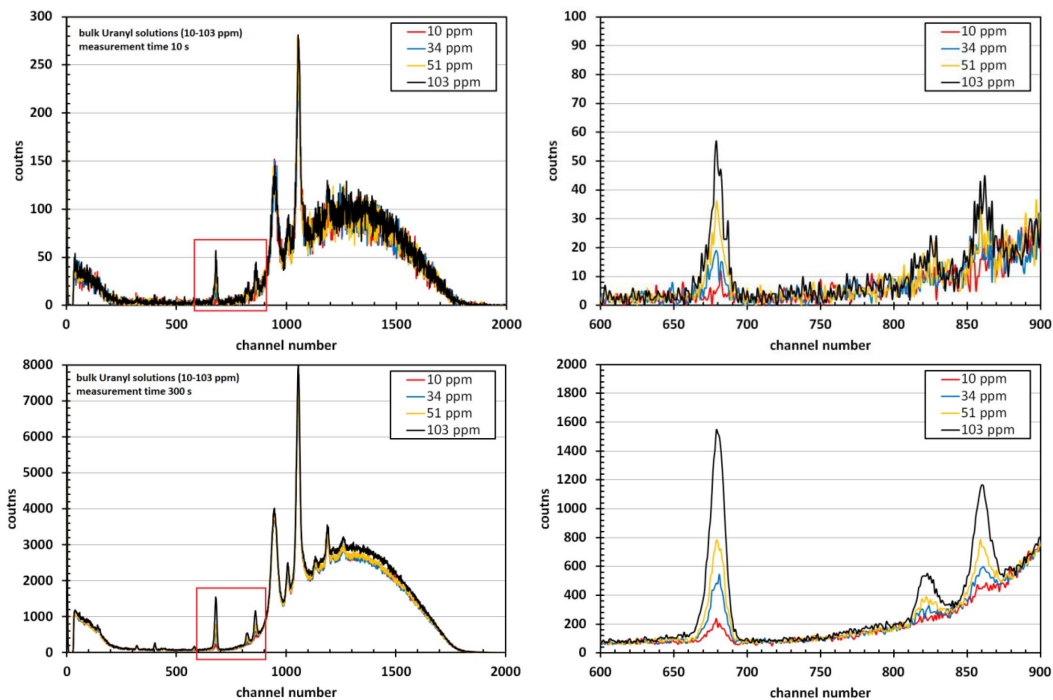 bulk Uranyl solutions (10-103 ppm)
measurement time 10 s
10 ppm
34 ppm
51 ppm
103 ppm
coutns
300
250
200
150
100
50
0
0 500 1000 1500 2000
channel number
10 ppm
34 ppm
51 ppm
103 ppm
coutns
100
90
80
70
60
50
40
30
20
10
0
600 650 700 750 800 850 900
channel number
bulk Uranyl solutions (10-103 ppm)
measurement time 300 s
10 ppm
34 ppm
51 ppm
103 ppm
coutns
8000
7000
6000
5000
4000
3000
2000
1000
0
0 500 1000 1500 2000
channel number
10 ppm
34 ppm
51 ppm
103 ppm
coutns
2000
1800
1600
1400
1200
1000
800
600
400
200
0
600 650 700 750 800 850 900
channel number